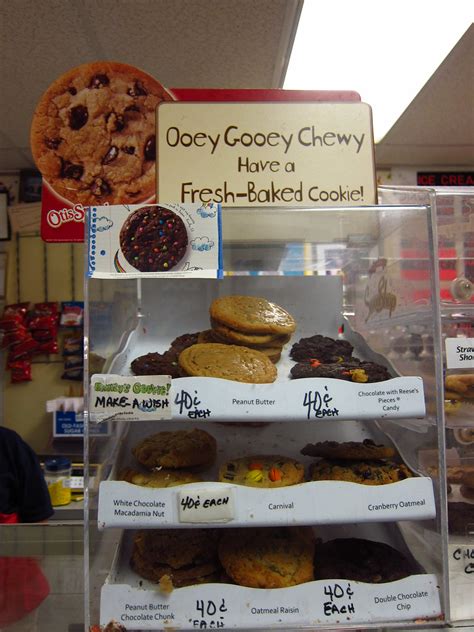 Ooey Gooey Chewy
Have a
Fresh-Baked Cookie!
Otis
ICE CREA
MAKE-A-WISH
40¢
EACH
Peanut Butter
40¢
EACH
Chocolate with Reese's
Pieces ®
Candy
White Chocolate
Macadamia Nut
40¢ EACH
Carnival
Cranberry Oatmeal
Peanut Butter
Chocolate Chunk
40¢
EACH
Oatmeal Raisin
40¢
EACH
Double Chocolate
Chip